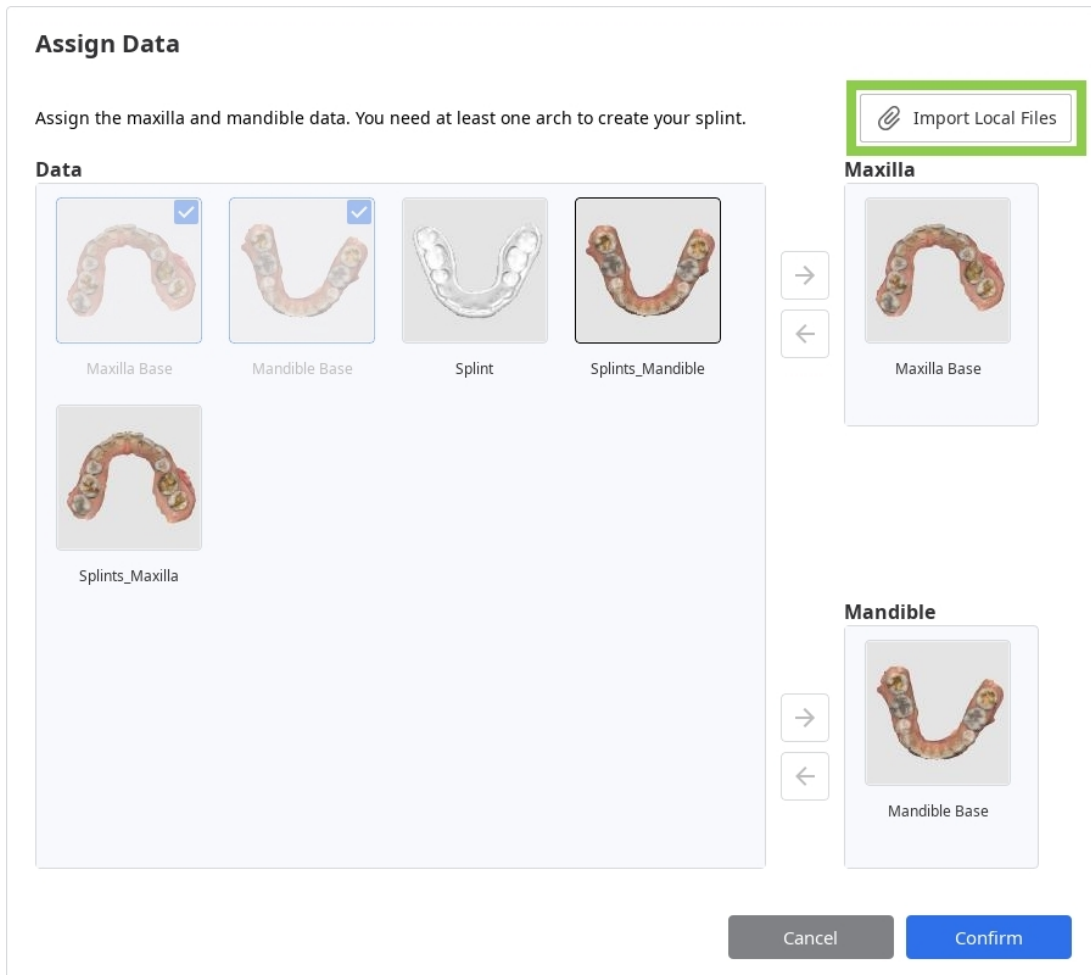 Assign Data
Assign the maxilla and mandible data. You need at least one arch to create your splint.
Import Local Files
Data
Maxilla
Maxilla Base
Mandible Base
Splint
Splints_Mandible
Maxilla Base
Splints_Maxilla
Mandible
Mandible Base
Cancel
Confirm